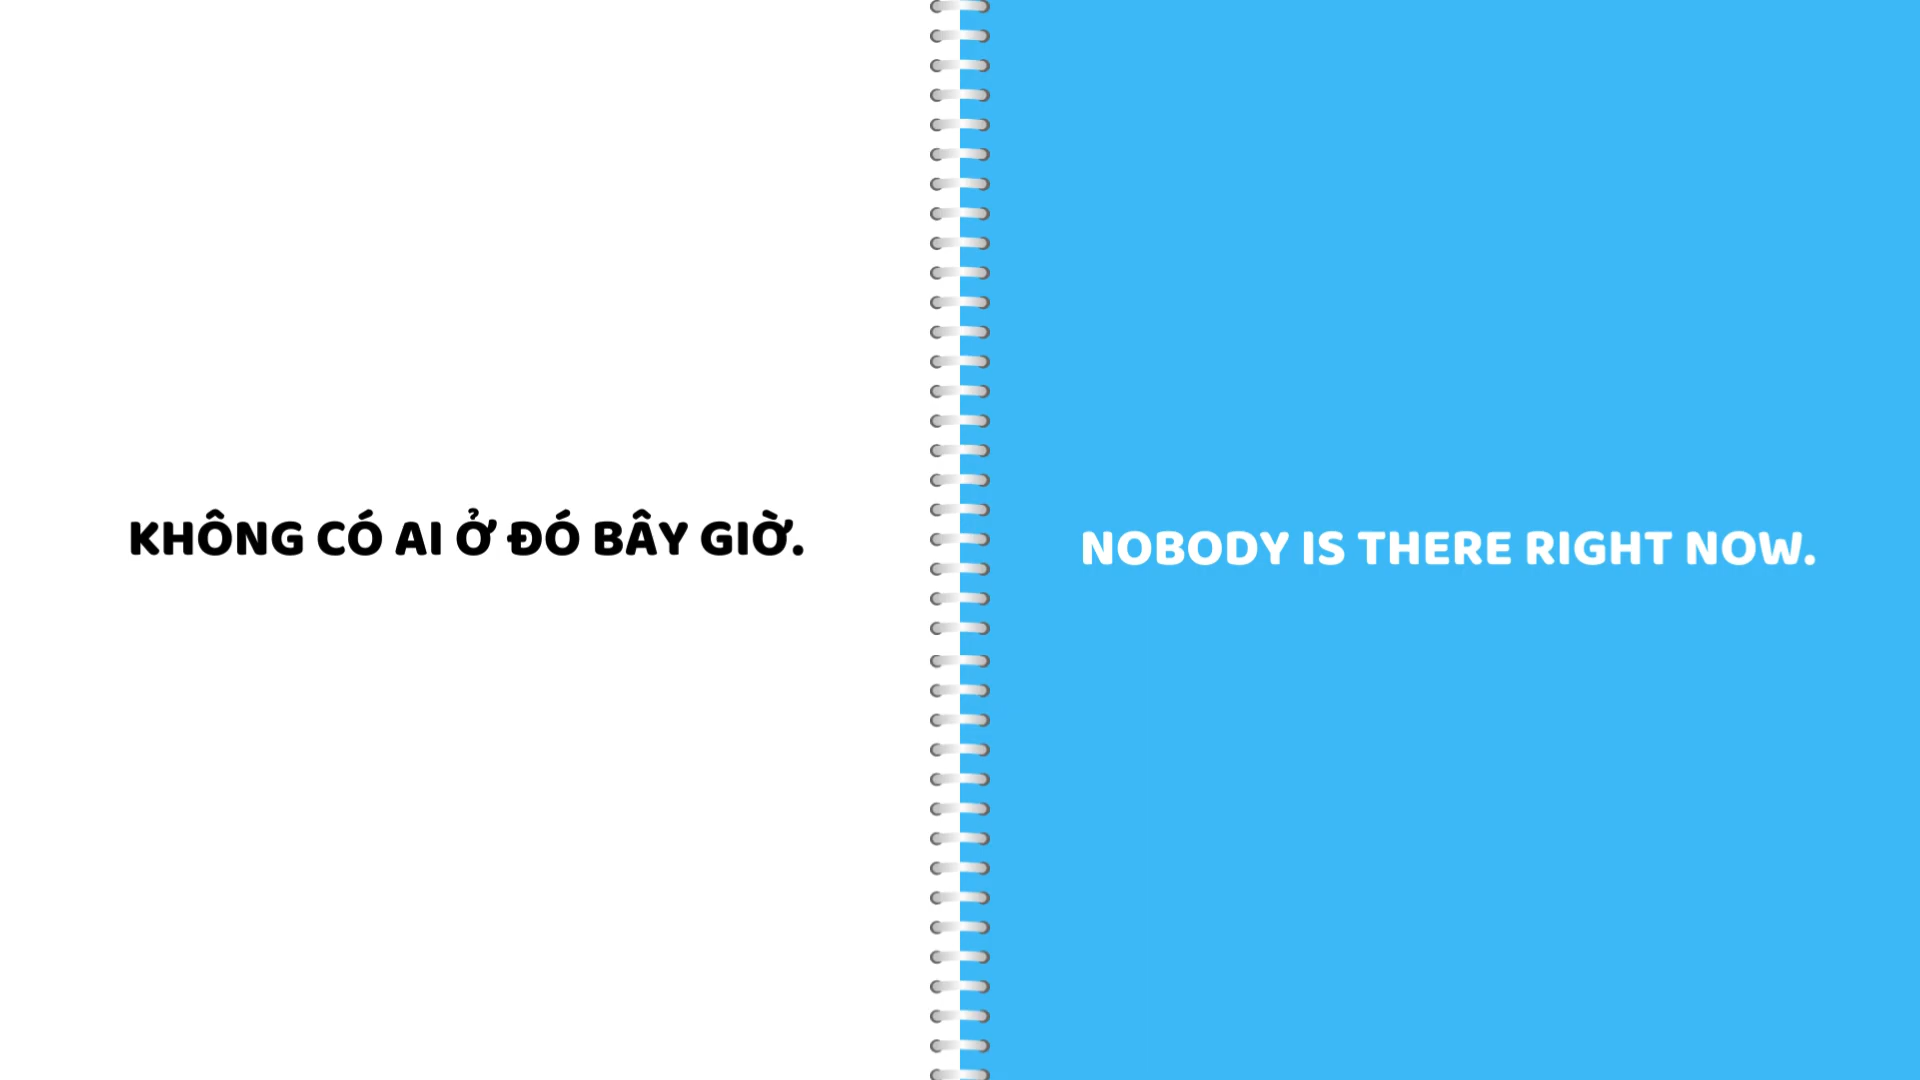 KHÔNG CÓ AI Ở ĐÓ BÂY GIỜ.
NOBODY IS THERE RIGHT NOW.